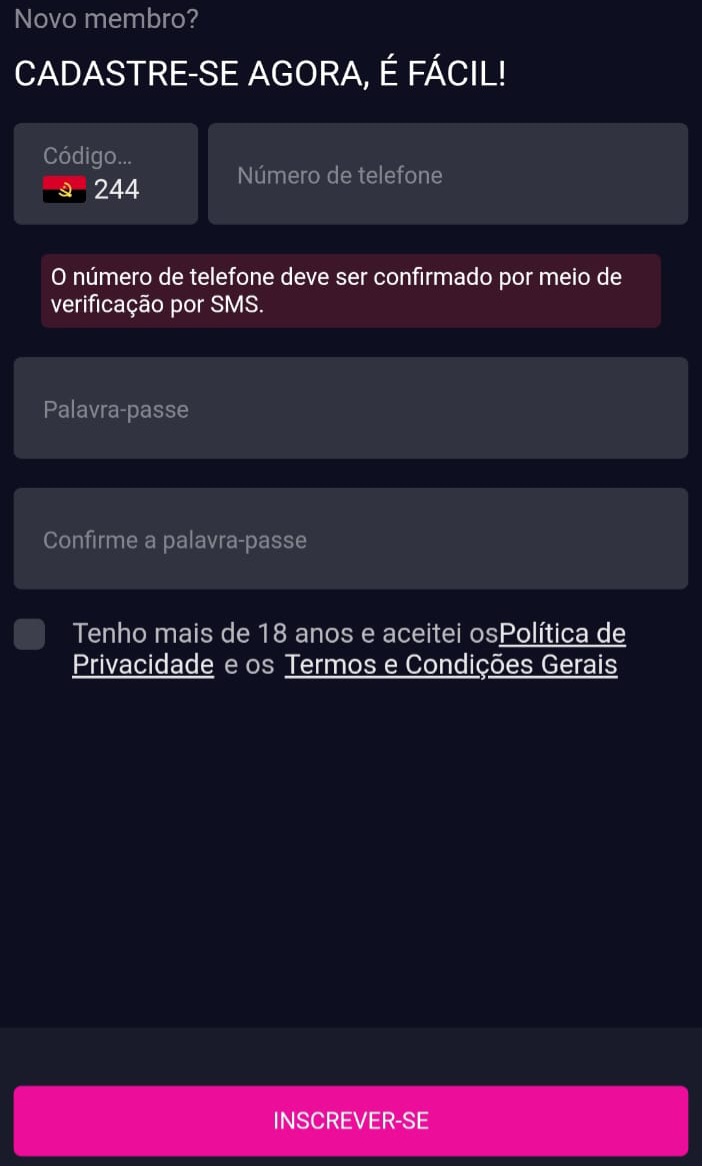 Novo membro?
CADASTRE-SE AGORA, É FÁCIL!
Código...
244
Número de telefone
O número de telefone deve ser confirmado por meio de
verificação por SMS.
Palavra-passe
Confirme a palavra-passe
Tenho mais de 18 anos e aceitei osPolítica de
Privacidade e os Termos e Condições Gerais
INSCREVER-SE